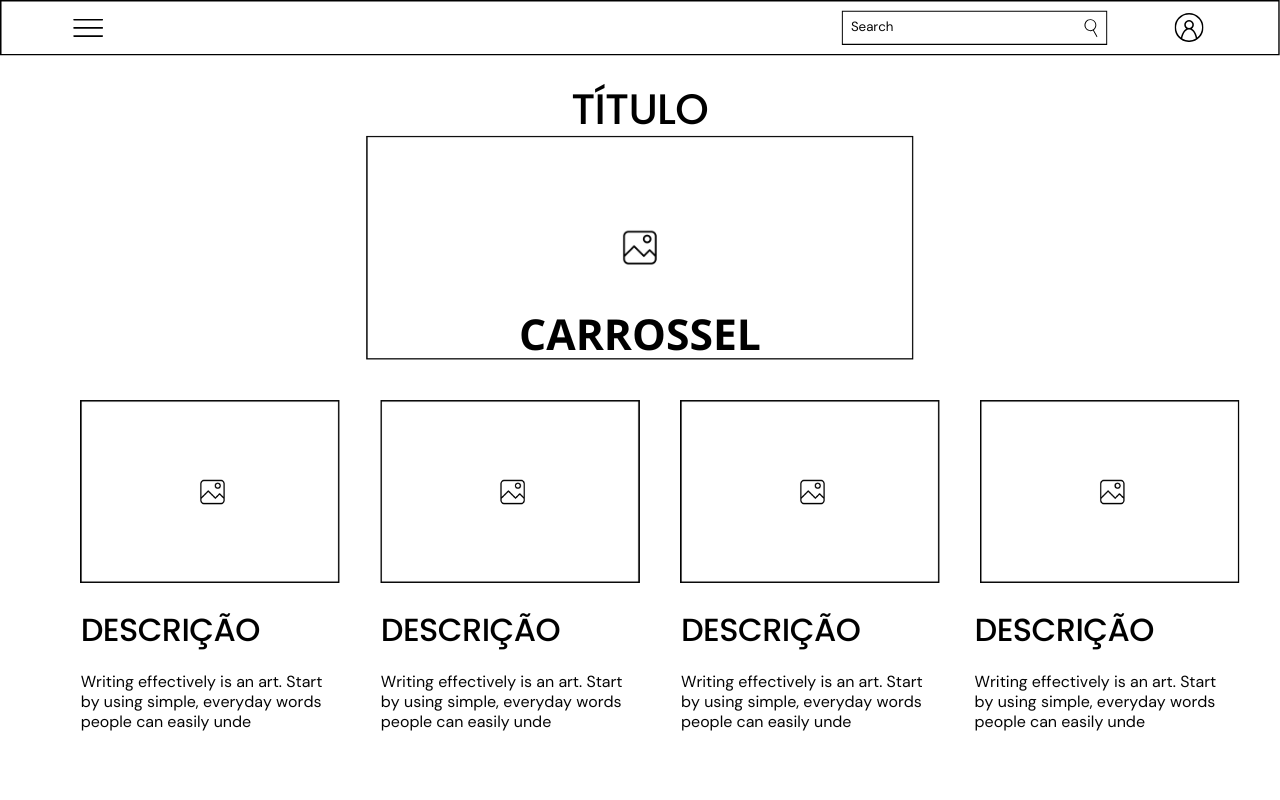 Search
TÍTULO
CARROSSEL
DESCRIÇÃO
Writing effectively is an art. Start
by using simple, everyday words
people can easily unde
DESCRIÇÃO
Writing effectively is an art. Start
by using simple, everyday words
people can easily unde
DESCRIÇÃO
Writing effectively is an art. Start
by using simple, everyday words
people can easily unde
DESCRIÇÃO
Writing effectively is an art. Start
by using simple, everyday words
people can easily unde